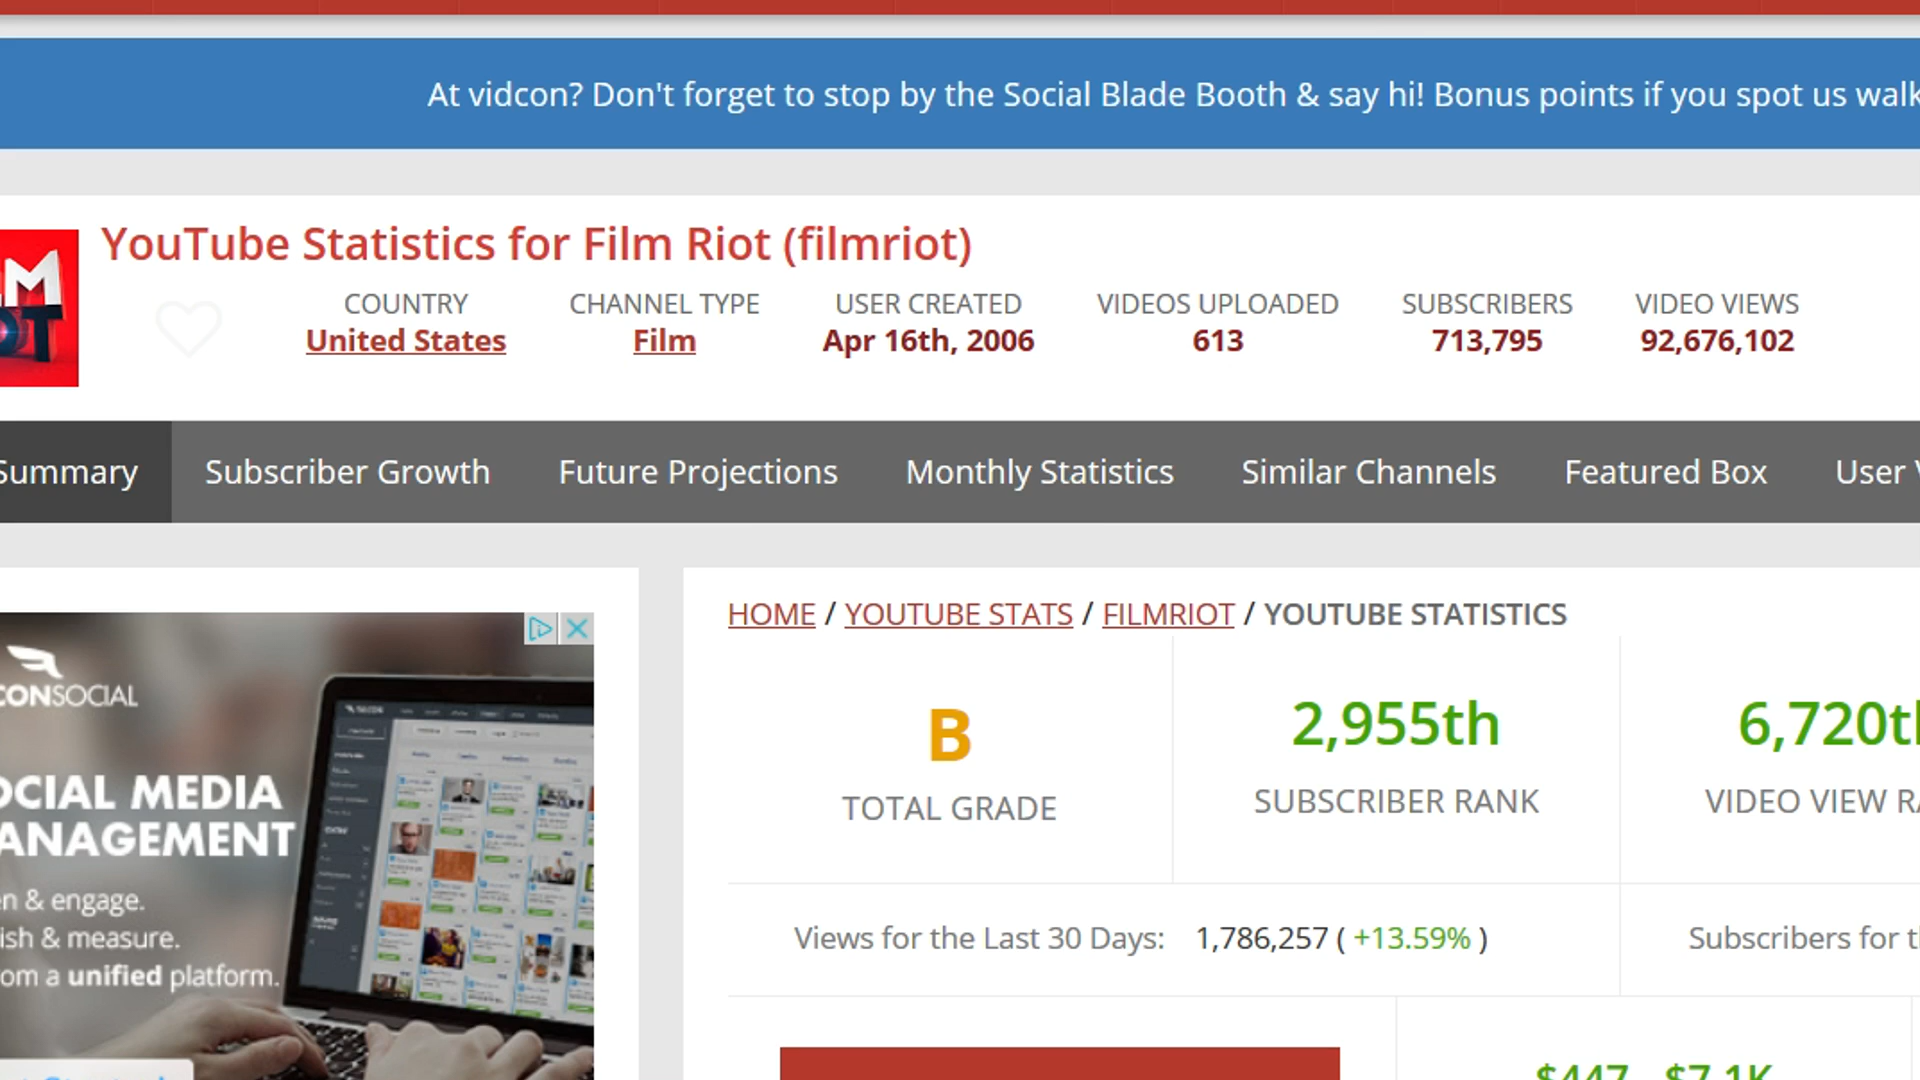 At vidcon? Don't forget to stop by the Social Blade Booth & say hi! Bonus points if you spot us walk
YouTube Statistics for Film Riot (filmriot)
COUNTRY CHANNEL TYPE USER CREATED VIDEOS UPLOADED SUBSCRIBERS VIDEO VIEWS
United States Film Apr 16th, 2006 613 713,795 92,676,102
Summary Subscriber Growth Future Projections Monthly Statistics Similar Channels Featured Box User
HOME / YOUTUBE STATS / FILMRIOT / YOUTUBE STATISTICS
B 2,955th 6,720th
TOTAL GRADE SUBSCRIBER RANK VIDEO VIEW RA
Views for the Last 30 Days: 1,786,257 ( +13.59% ) Subscribers for t
$447 - $7.1K
CONSOCIAL
OCIAL MEDIA
ANAGEMENT
n & engage.
ish & measure.
om a unified platform.